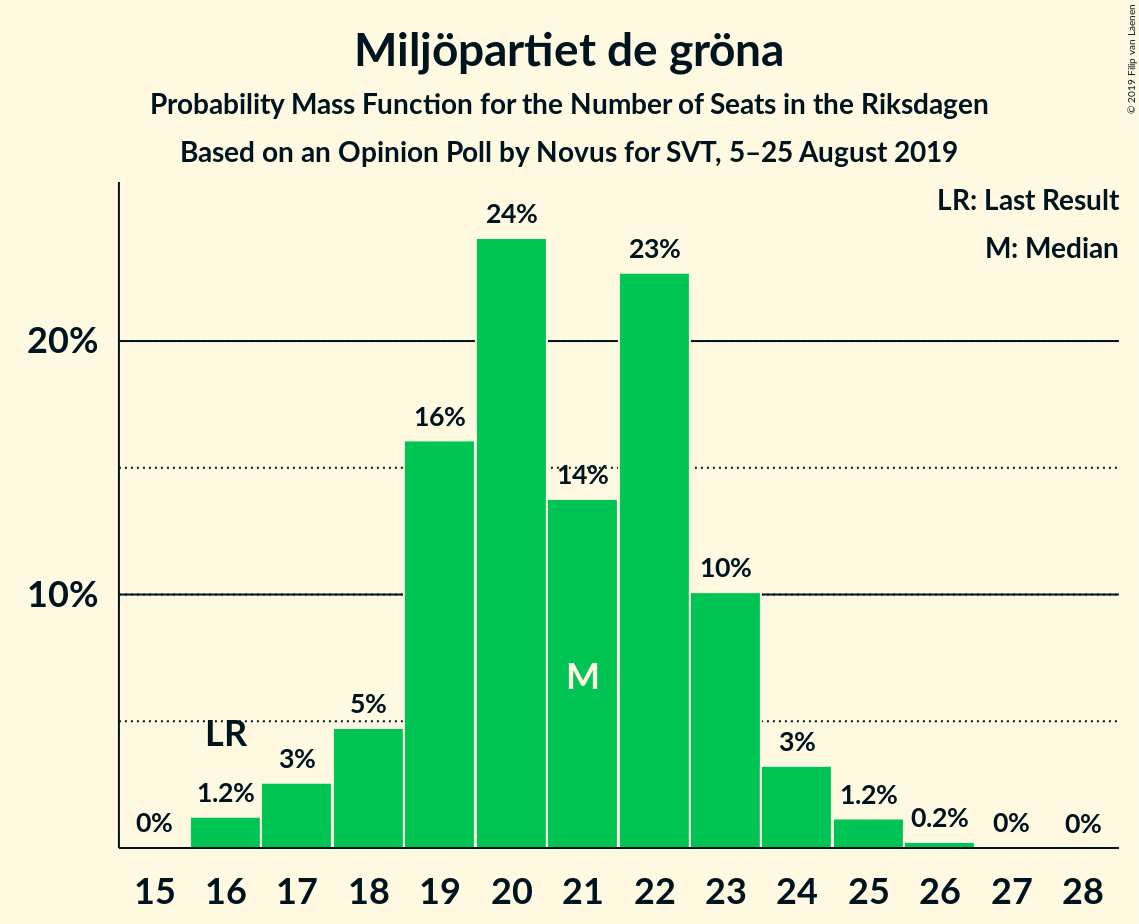 Miljöpartiet de gröna
Probability Mass Function for the Number of Seats in the Riksdagen
Based on an Opinion Poll by Novus for SVT, 5–25 August 2019
© 2019 Filip van Laenen
LR: Last Result
M: Median
24%
23%
20%
16%
14%
10%
10%
M
5%
LR
3%
3%
1.2%
1.2%
0%
0.2%
0%
0%
15 16 17 18 19 20 21 22 23 24 25 26 27 28